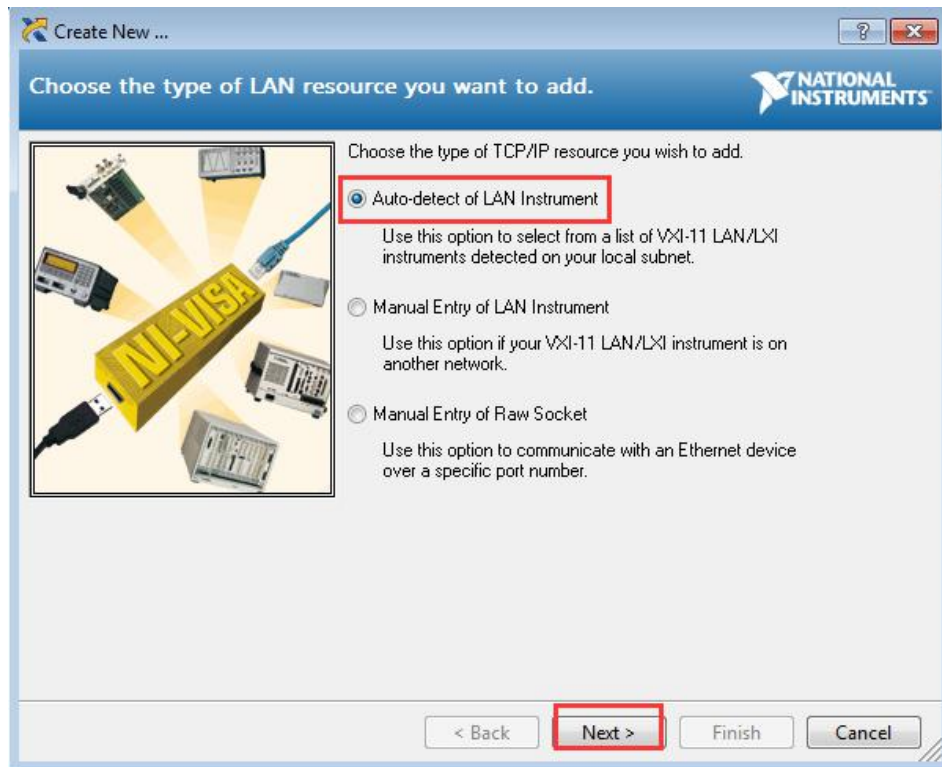 Create New ...
Choose the type of LAN resource you want to add.
NATIONAL
INSTRUMENTS
Choose the type of TCP/IP resource you wish to add.
Auto-detect of LAN Instrument
Use this option to select from a list of VXI-11 LAN/LXI
instruments detected on your local subnet.
Manual Entry of LAN Instrument
Use this option if your VXI-11 LAN/LXI instrument is on
another network.
Manual Entry of Raw Socket
Use this option to communicate with an Ethernet device
over a specific port number.
NI-VISA
< Back
Next >
Finish
Cancel